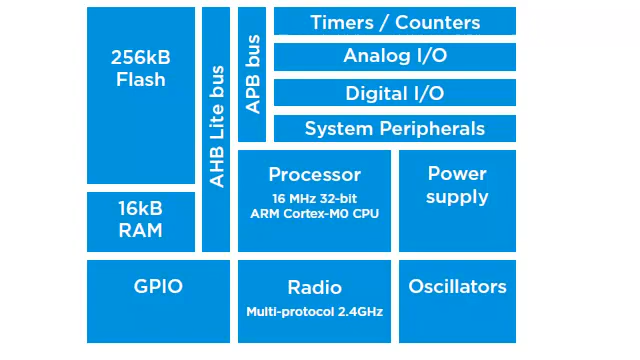 256kB
Flash
16kB
RAM
AHB Lite bus
APB bus
Timers / Counters
Analog I/O
Digital I/O
System Peripherals
Processor
16 MHz 32-bit
ARM Cortex-M0 CPU
Power
supply
GPIO
Radio
Multi-protocol 2.4GHz
Oscillators